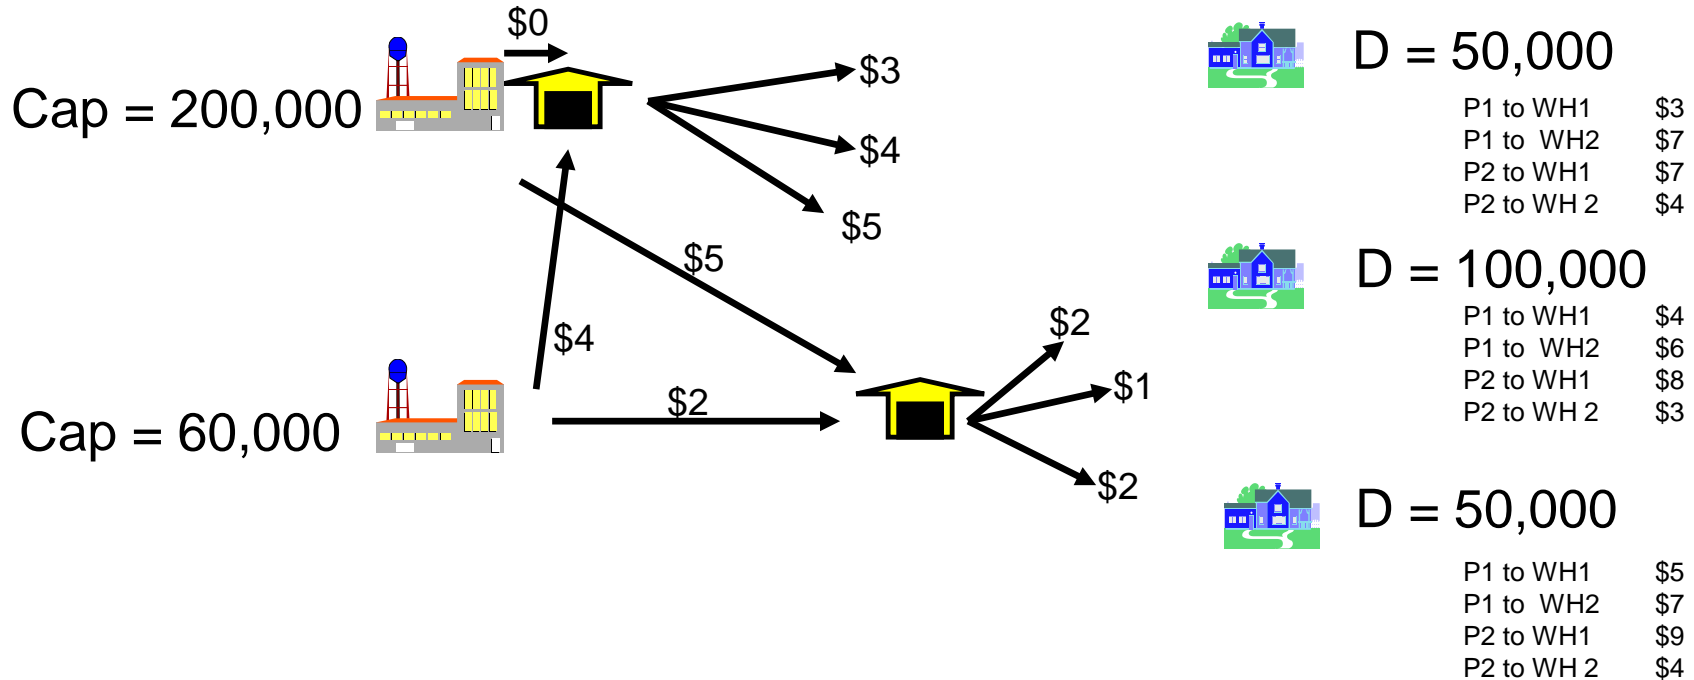 $0
Cap = 200,000
$3
$4
$5
$5
$4
Cap = 60,000
$2
$2
$1
$2
D = 50,000
P1 to WH1 $3
P1 to WH2 $7
P2 to WH1 $7
P2 to WH 2 $4
D = 100,000
P1 to WH1 $4
P1 to WH2 $6
P2 to WH1 $8
P2 to WH 2 $3
D = 50,000
P1 to WH1 $5
P1 to WH2 $7
P2 to WH1 $9
P2 to WH 2 $4